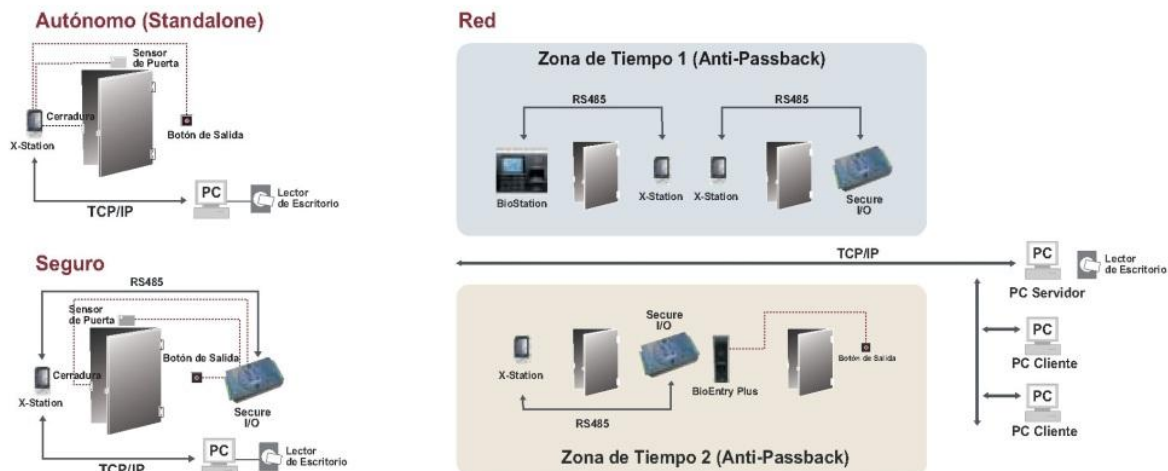 Autónomo (Standalone)
Sensor
de Puerta
Cerradura
X-Station
Botón de Salida
TCP/IP
PC
Lector
de Escritorio
Seguro
RS485
Sensor
de Puerta
Botón de Salida
Cerradura
X-Station
Secure
I/O
TCP/IP
PC
Lector
de Escritorio
Red
Zona de Tiempo 1 (Anti-Passback)
RS485
RS485
BioStation
X-Station
X-Station
Secure
I/O
TCP/IP
PC
Lector
de Escritorio
PC Servidor
PC
PC Cliente
PC
PC Cliente
Secure
I/O
X-Station
BioEntry Plus
Botón de Salida
RS485
Zona de Tiempo 2 (Anti-Passback)